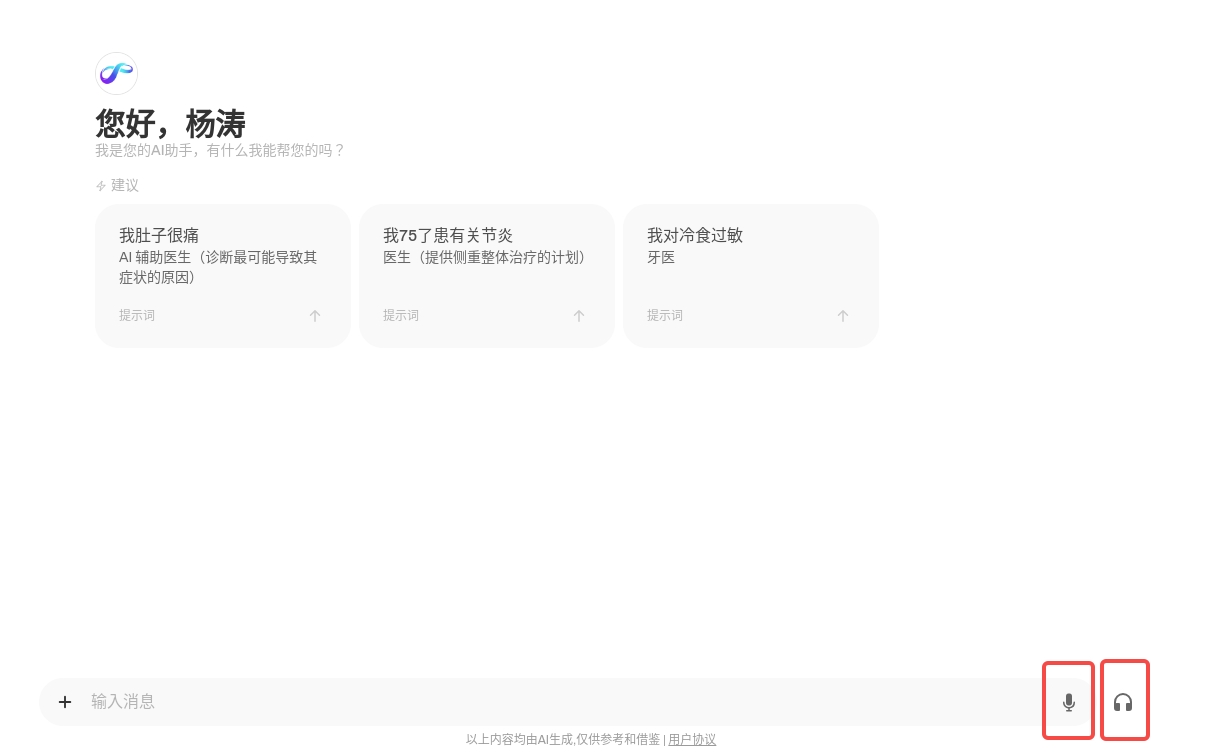 您好，杨涛
我是您的AI助手，有什么我能帮您的吗？
建议
我肚子很痛
AI 辅助医生（诊断最可能导致其
症状的原因）
提示词
我75了患有关节炎
医生（提供侧重整体治疗的计划）
提示词
我对冷食过敏
牙医
提示词
输入消息
以上内容均由AI生成,仅供参考和借鉴 | 用户协议